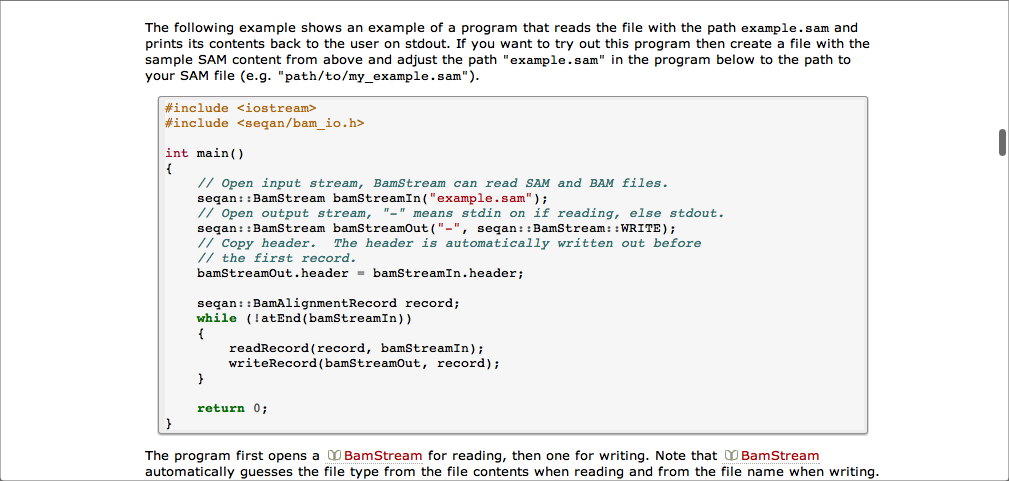 The following example shows an example of a program that reads the file with the path example.sam and
prints its contents back to the user on stdout. If you want to try out this program then create a file with the
sample SAM content from above and adjust the path "example.sam" in the program below to the path to
your SAM file (e.g. "path/to/my_example.sam").
#include <iostream>
#include <seqan/bam_io.h>
int main()
{
// Open input stream, BamStream can read SAM and BAM files.
seqan::BamStream bamStreamIn("example.sam");
// Open output stream, "-" means stdin on if reading, else stdout.
seqan::BamStream bamStreamOut("-", seqan::BamStream::WRITE);
// Copy header.  The header is automatically written out before
// the first record.
bamStreamOut.header = bamStreamIn.header;
seqan::BamAlignmentRecord record;
while (!atEnd(bamStreamIn))
{
readRecord(record, bamStreamIn);
writeRecord(bamStreamOut, record);
}
return 0;
}
The program first opens a BamStream for reading, then one for writing. Note that BamStream
automatically guesses the file type from the file contents when reading and from the file name when writing.